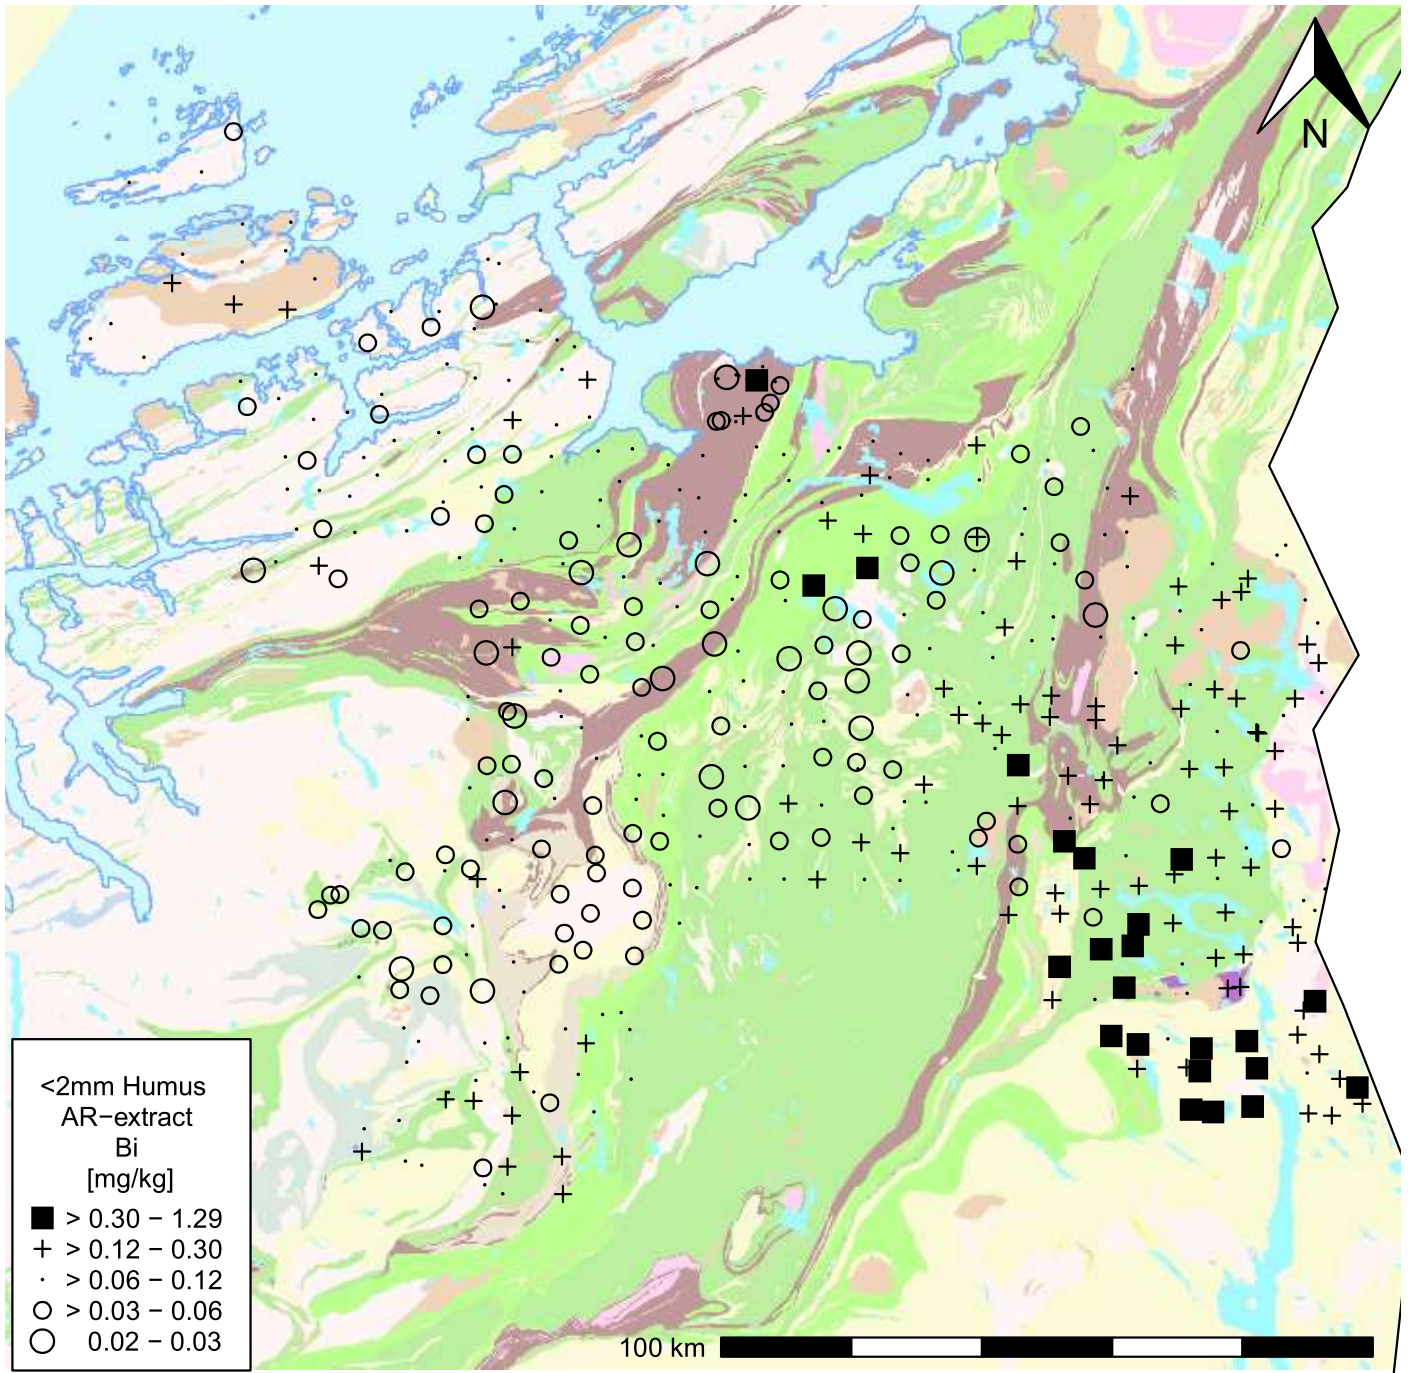 N
<2mm Humus
AR−extract
Bi
[mg/kg]
> 0.30 − 1.29
> 0.12 − 0.30
> 0.06 − 0.12
> 0.03 − 0.06
0.02 − 0.03
100 km